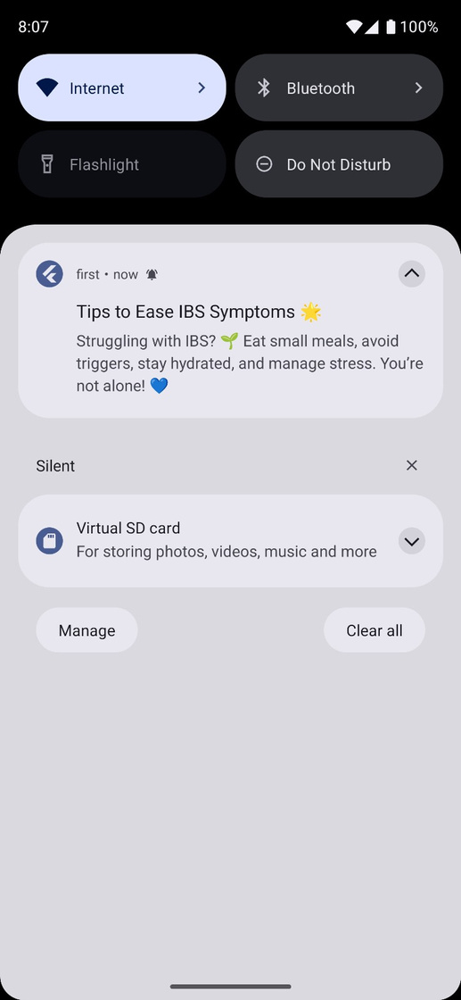 8:07 100%
Internet Bluetooth
Flashlight Do Not Disturb
first • now
Tips to Ease IBS Symptoms 🌟
Struggling with IBS? 🌱 Eat small meals, avoid
triggers, stay hydrated, and manage stress. You’re
not alone! 💙
Silent
Virtual SD card
For storing photos, videos, music and more
Manage Clear all